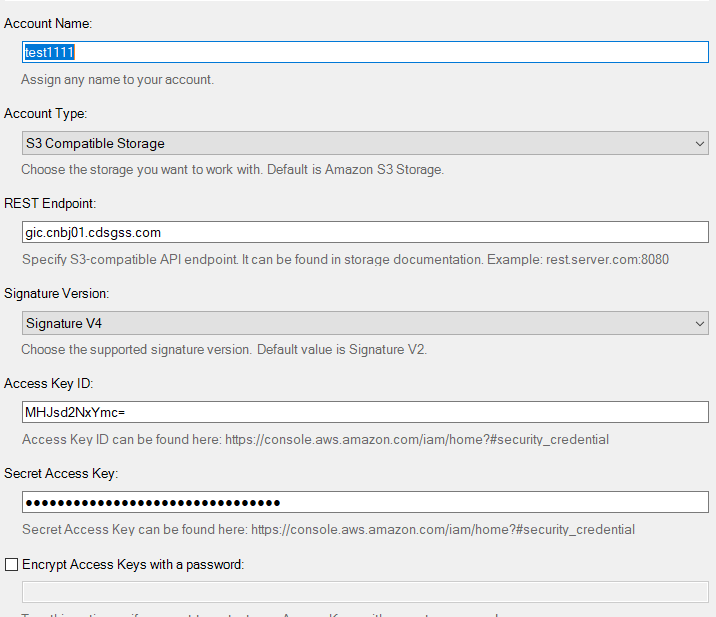 Account Name:
test1111
Assign any name to your account.
Account Type:
S3 Compatible Storage
Choose the storage you want to work with. Default is Amazon S3 Storage.
REST Endpoint:
gic.cnbj01.cdsgss.com
Specify S3-compatible API endpoint. It can be found in storage documentation. Example: rest.server.com:8080
Signature Version:
Signature V4
Choose the supported signature version. Default value is Signature V2.
Access Key ID:
MHJsd2NxYmc=
Access Key ID can be found here: https://console.aws.amazon.com/iam/home?#security_credential
Secret Access Key:
●●●●●●●●●●●●●●●●●●●●●●●●●●●●●●●●
Secret Access Key can be found here: https://console.aws.amazon.com/iam/home?#security_credential
Encrypt Access Keys with a password: